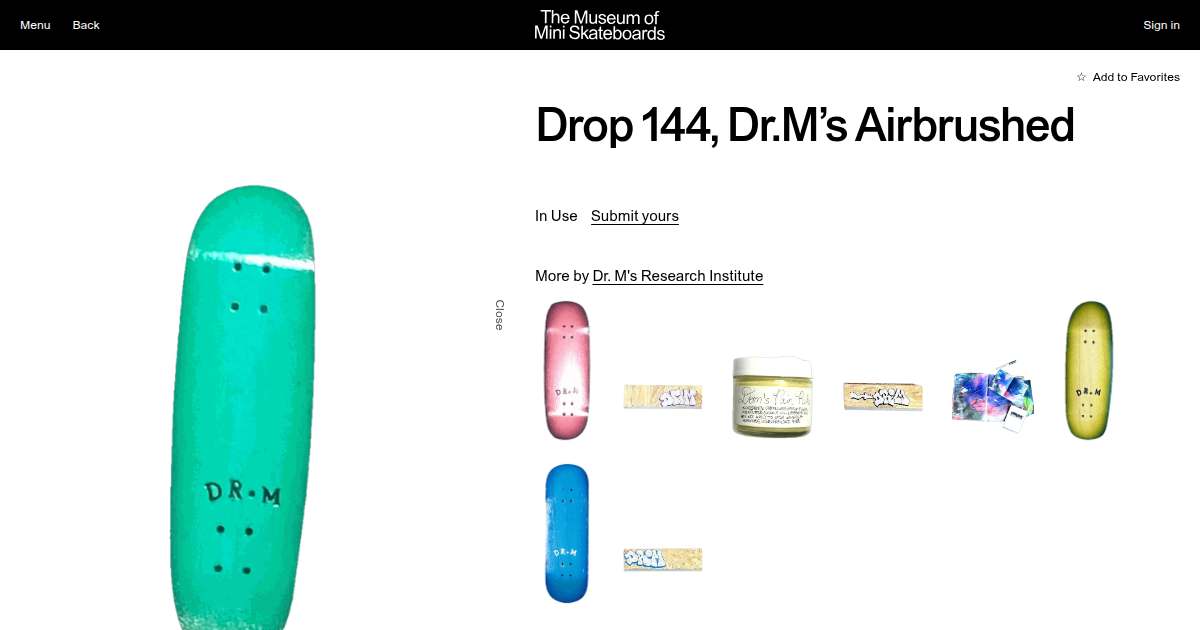 Menu
Back
The Museum of
Mini Skateboards
Sign in
☆ Add to Favorites
Drop 144, Dr.M’s Airbrushed
In Use Submit yours
More by Dr. M's Research Institute
Close
DR•M
DR•M
DR•M
DR•M